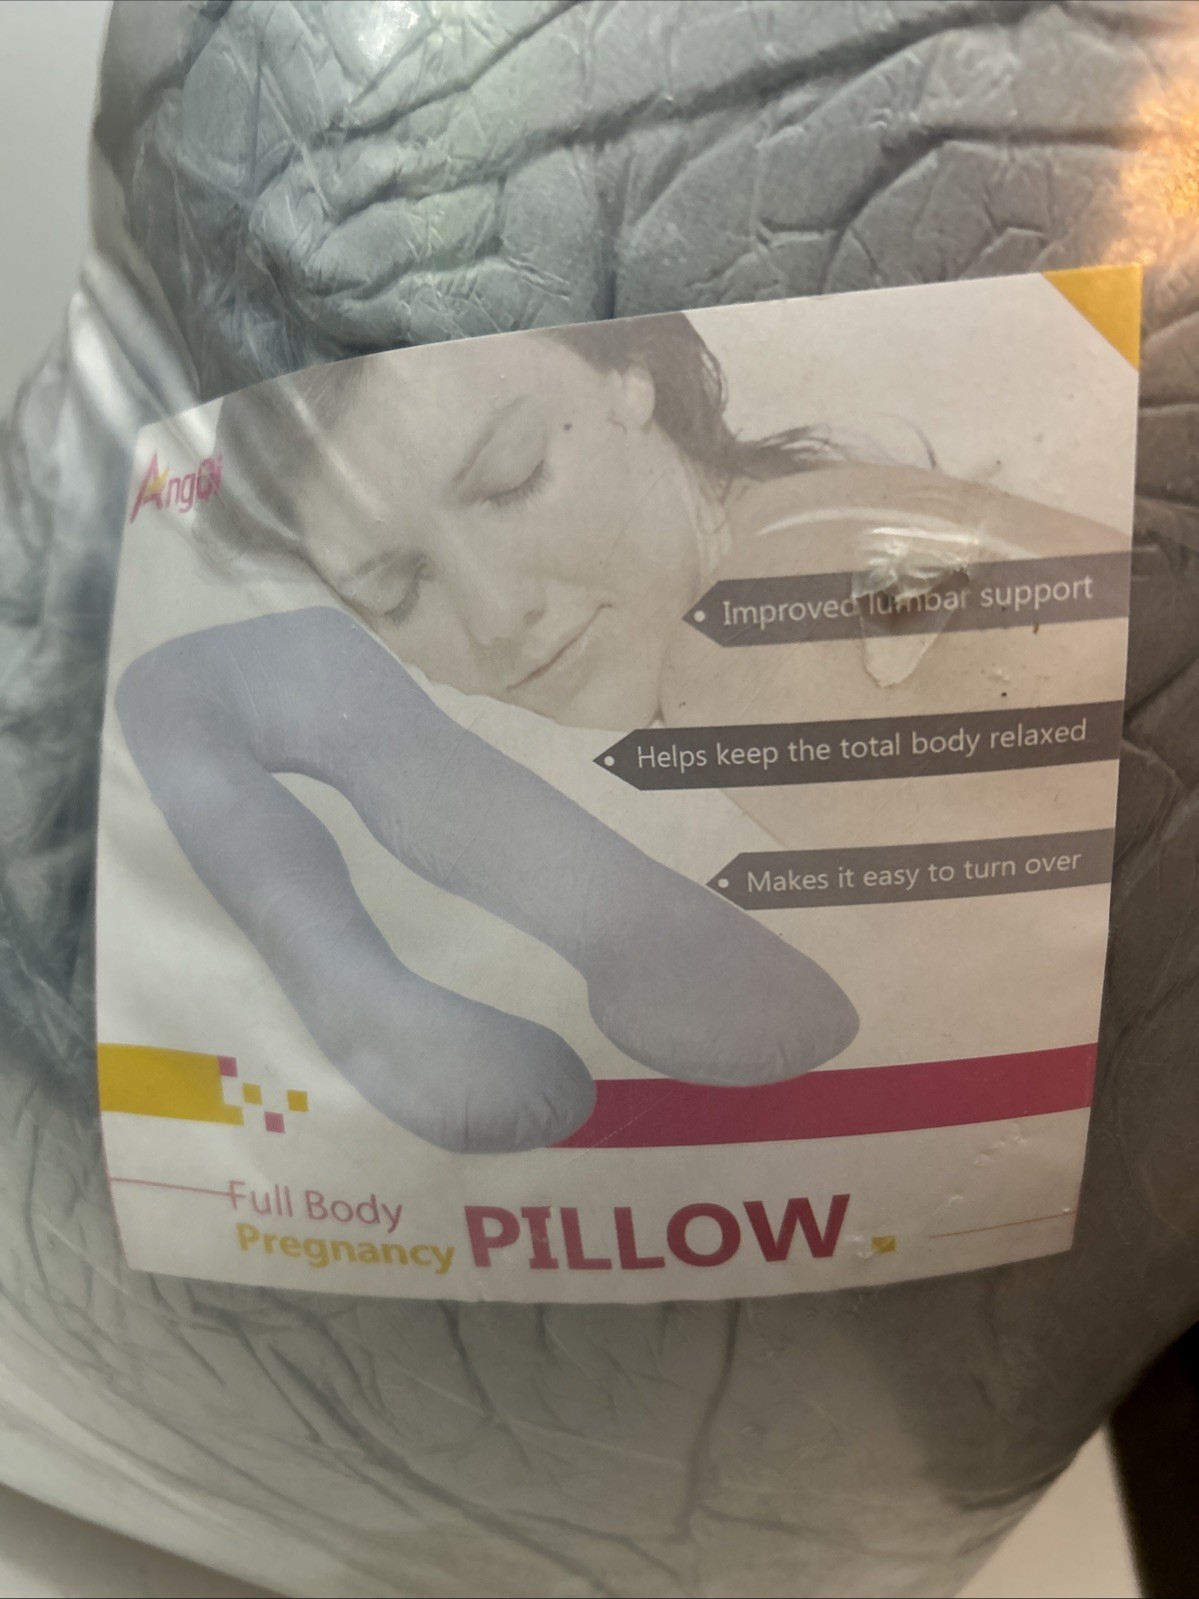 AngQi
• Improved lumbar support
• Helps keep the total body relaxed
• Makes it easy to turn over
Full Body
Pregnancy PILLOW